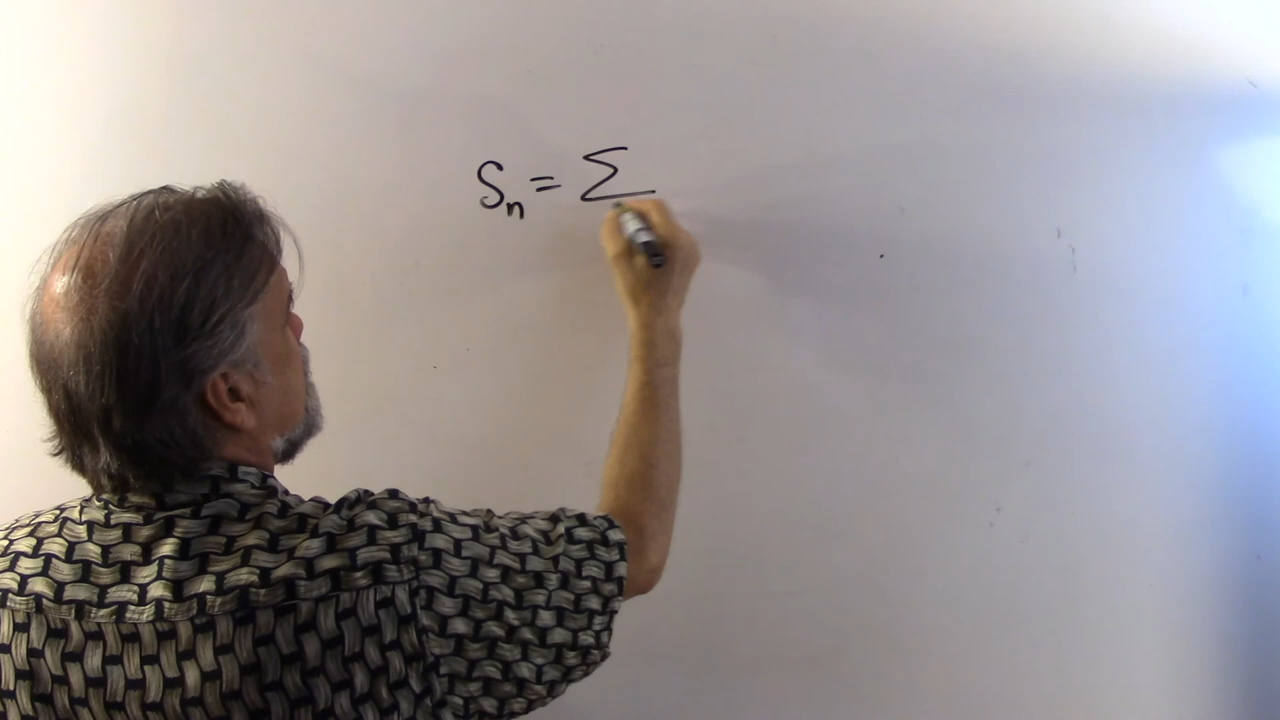 Sₙ = Σ